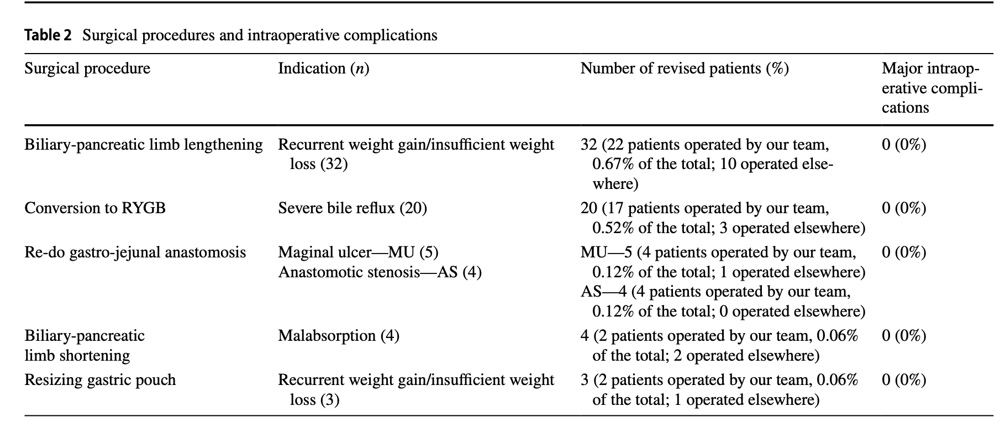 Table 2 Surgical procedures and intraoperative complications
Surgical procedure
Indication (n)
Number of revised patients (%)
Major intraop-
erative compli-
cations
Biliary-pancreatic limb lengthening
Recurrent weight gain/insufficient weight
loss (32)
32 (22 patients operated by our team,
0.67% of the total; 10 operated else-
where)
0 (0%)
Conversion to RYGB
Severe bile reflux (20)
20 (17 patients operated by our team,
0.52% of the total; 3 operated elsewhere)
0 (0%)
Re-do gastro-jejunal anastomosis
Maginal ulcer—MU (5)
Anastomotic stenosis—AS (4)
MU—5 (4 patients operated by our team,
0.12% of the total; 1 operated elsewhere)
AS—4 (4 patients operated by our team,
0.12% of the total; 0 operated elsewhere)
0 (0%)
Biliary-pancreatic
limb shortening
Malabsorption (4)
4 (2 patients operated by our team, 0.06%
of the total; 2 operated elsewhere)
0 (0%)
Resizing gastric pouch
Recurrent weight gain/insufficient weight
loss (3)
3 (2 patients operated by our team, 0.06%
of the total; 1 operated elsewhere)
0 (0%)